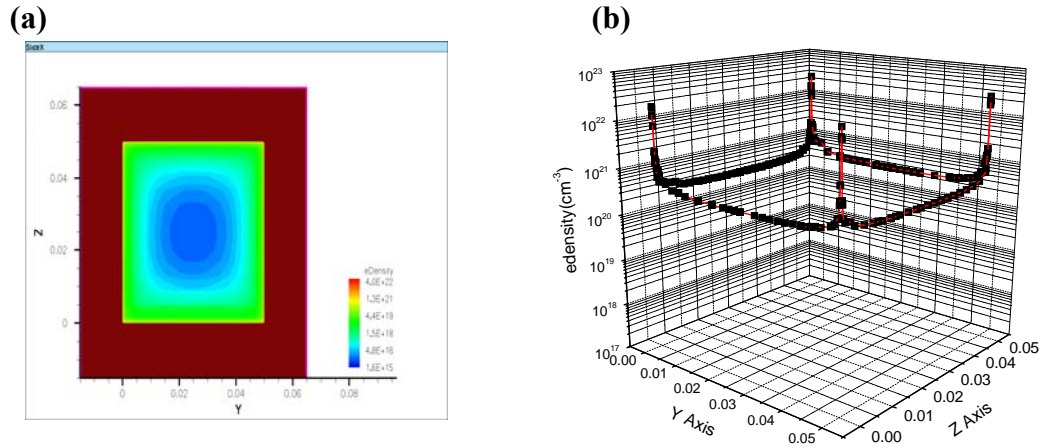 (a)
SliceX
0.06
0.04
0.02
0
Z
0
0.02
0.04
0.06
0.08
Y
eDensity
4.0E+22
1.3E+21
4.4E+19
1.5E+18
4.8E+16
1.6E+15
(b)
10^23
10^22
10^21
10^20
10^19
10^18
10^17
edensity(cm^-3)
0.00
0.01
0.02
0.03
0.04
0.05
Y Axis
0.00
0.01
0.02
0.03
0.04
0.05
Z Axis